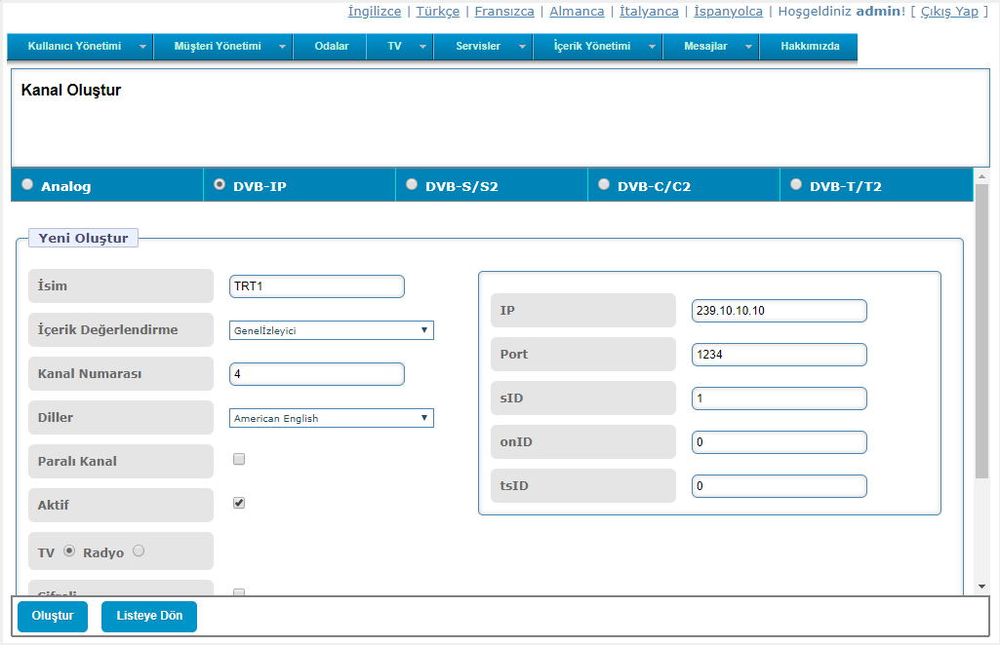 İngilizce | Türkçe | Fransızca | Almanca | İtalyanca | İspanyolca | Hoşgeldiniz admin! [ Çıkış Yap ]
Kullanıcı Yönetimi Müşteri Yönetimi Odalar TV Servisler İçerik Yönetimi Mesajlar Hakkımızda
Kanal Oluştur
Analog DVB-IP DVB-S/S2 DVB-C/C2 DVB-T/T2
Yeni Oluştur
İsim TRT1
İçerik Değerlendirme Genelİzleyici
Kanal Numarası 4
Diller American English
Paralı Kanal
Aktif
TV Radyo
Şifreli
IP 239.10.10.10
Port 1234
sID 1
onID 0
tsID 0
Oluştur Listeye Dön